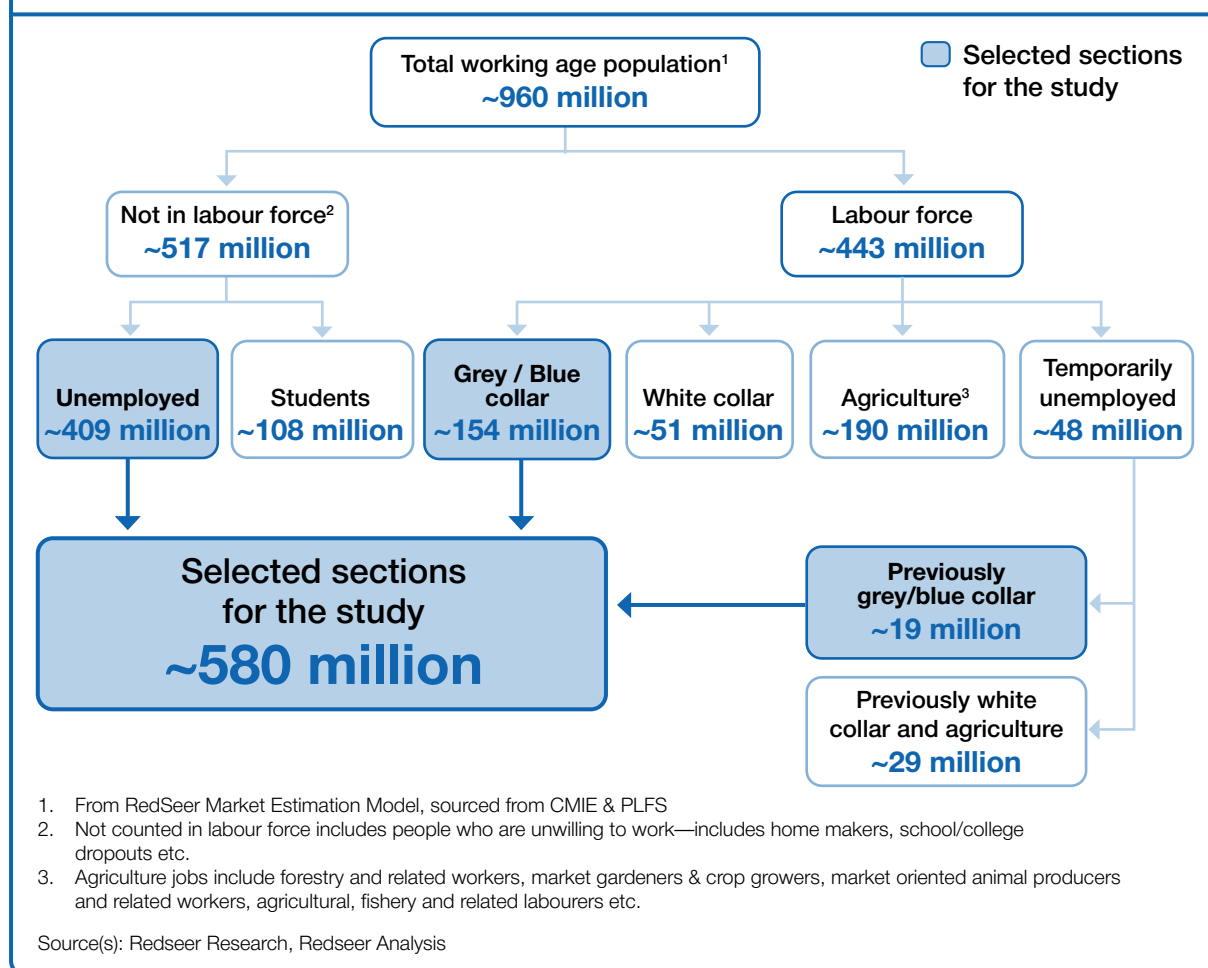 Total working age population¹
~960 million
Selected sections
for the study
Not in labour force²
~517 million
Labour force
~443 million
Unemployed
~409 million
Students
~108 million
Grey / Blue
collar
~154 million
White collar
~51 million
Agriculture³
~190 million
Temporarily
unemployed
~48 million
Selected sections
for the study
~580 million
Previously
grey/blue collar
~19 million
Previously white
collar and agriculture
~29 million
1. From RedSeer Market Estimation Model, sourced from CMIE & PLFS
2. Not counted in labour force includes people who are unwilling to work—includes home makers, school/college
dropouts etc.
3. Agriculture jobs include forestry and related workers, market gardeners & crop growers, market oriented animal producers
and related workers, agricultural, fishery and related labourers etc.
Source(s): Redseer Research, Redseer Analysis